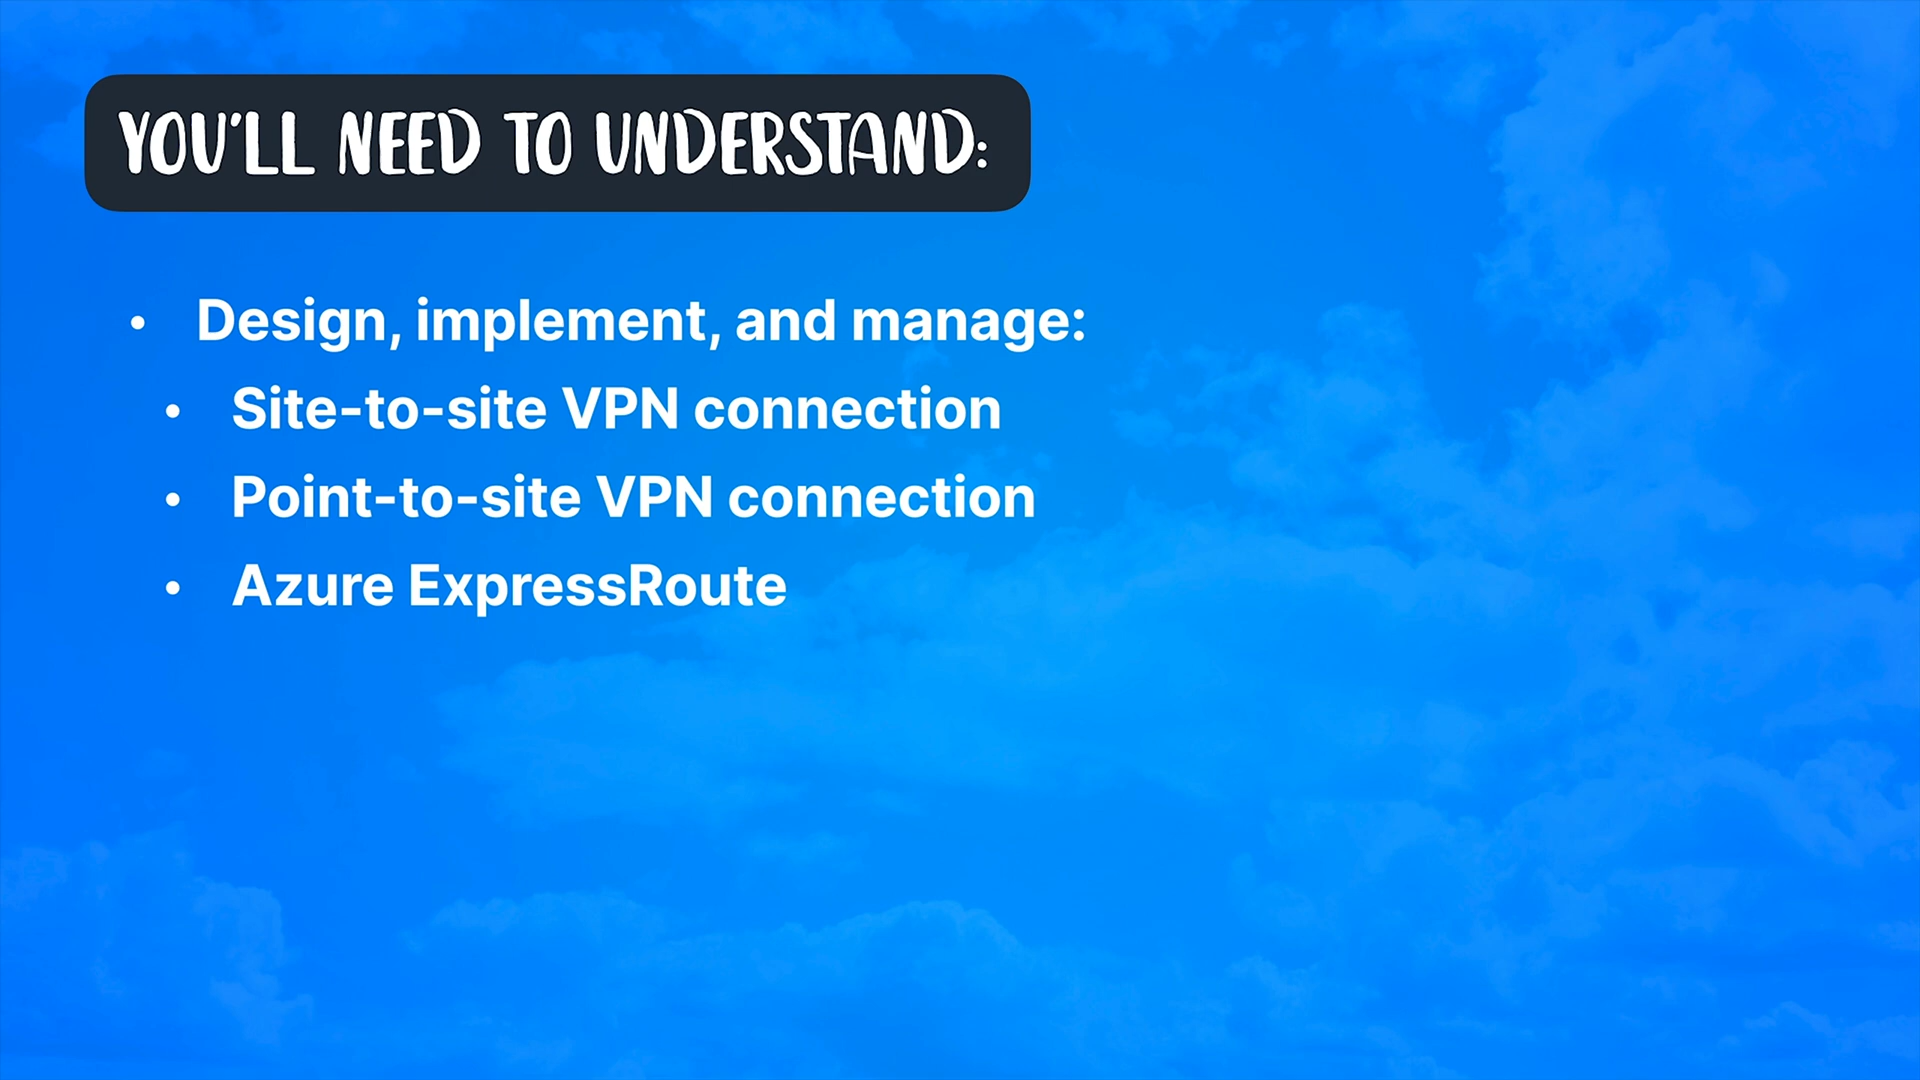 YOU'LL NEED TO UNDERSTAND:
• Design, implement, and manage:
• Site-to-site VPN connection
• Point-to-site VPN connection
• Azure ExpressRoute